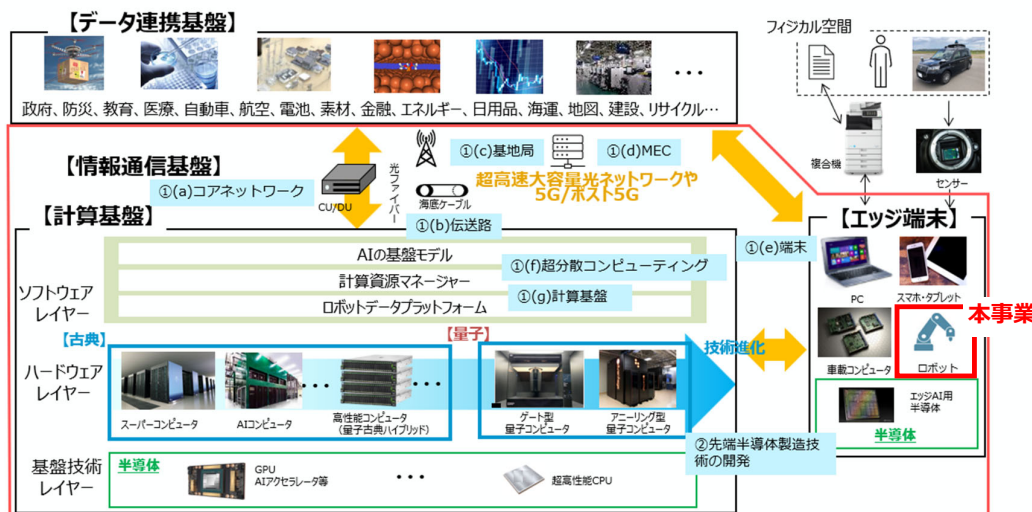 【データ連携基盤】
・・・
政府、防災、教育、医療、自動車、航空、電池、素材、金融、エネルギー、日用品、海運、地図、建設、リサイクル…
フィジカル空間
複合機
センサー
【情報通信基盤】
①(a)コアネットワーク
CU/DU
光ファイバー
①(c)基地局
①(d)MEC
海底ケーブル
超高速大容量光ネットワークや
5G/ポスト5G
①(b)伝送路
【計算基盤】
ソフトウェア
レイヤー
AIの基盤モデル
計算資源マネージャー
ロボットデータプラットフォーム
①(f)超分散コンピューティング
①(g)計算基盤
①(e)端末
【エッジ端末】
PC
スマホ・タブレット
車載コンピュータ
ロボット
本事業
エッジAI用
半導体
半導体
【古典】
【量子】
技術進化
ハードウェア
レイヤー
スーパーコンピュータ
AIコンピュータ
・・・
高性能コンピュータ
(量子古典ハイブリッド)
・・・
ゲート型
量子コンピュータ
アニーリング型
量子コンピュータ
②先端半導体製造技
術の開発
基盤技術
レイヤー
半導体
GPU
AIアクセラレータ等
・・・
超高性能CPU